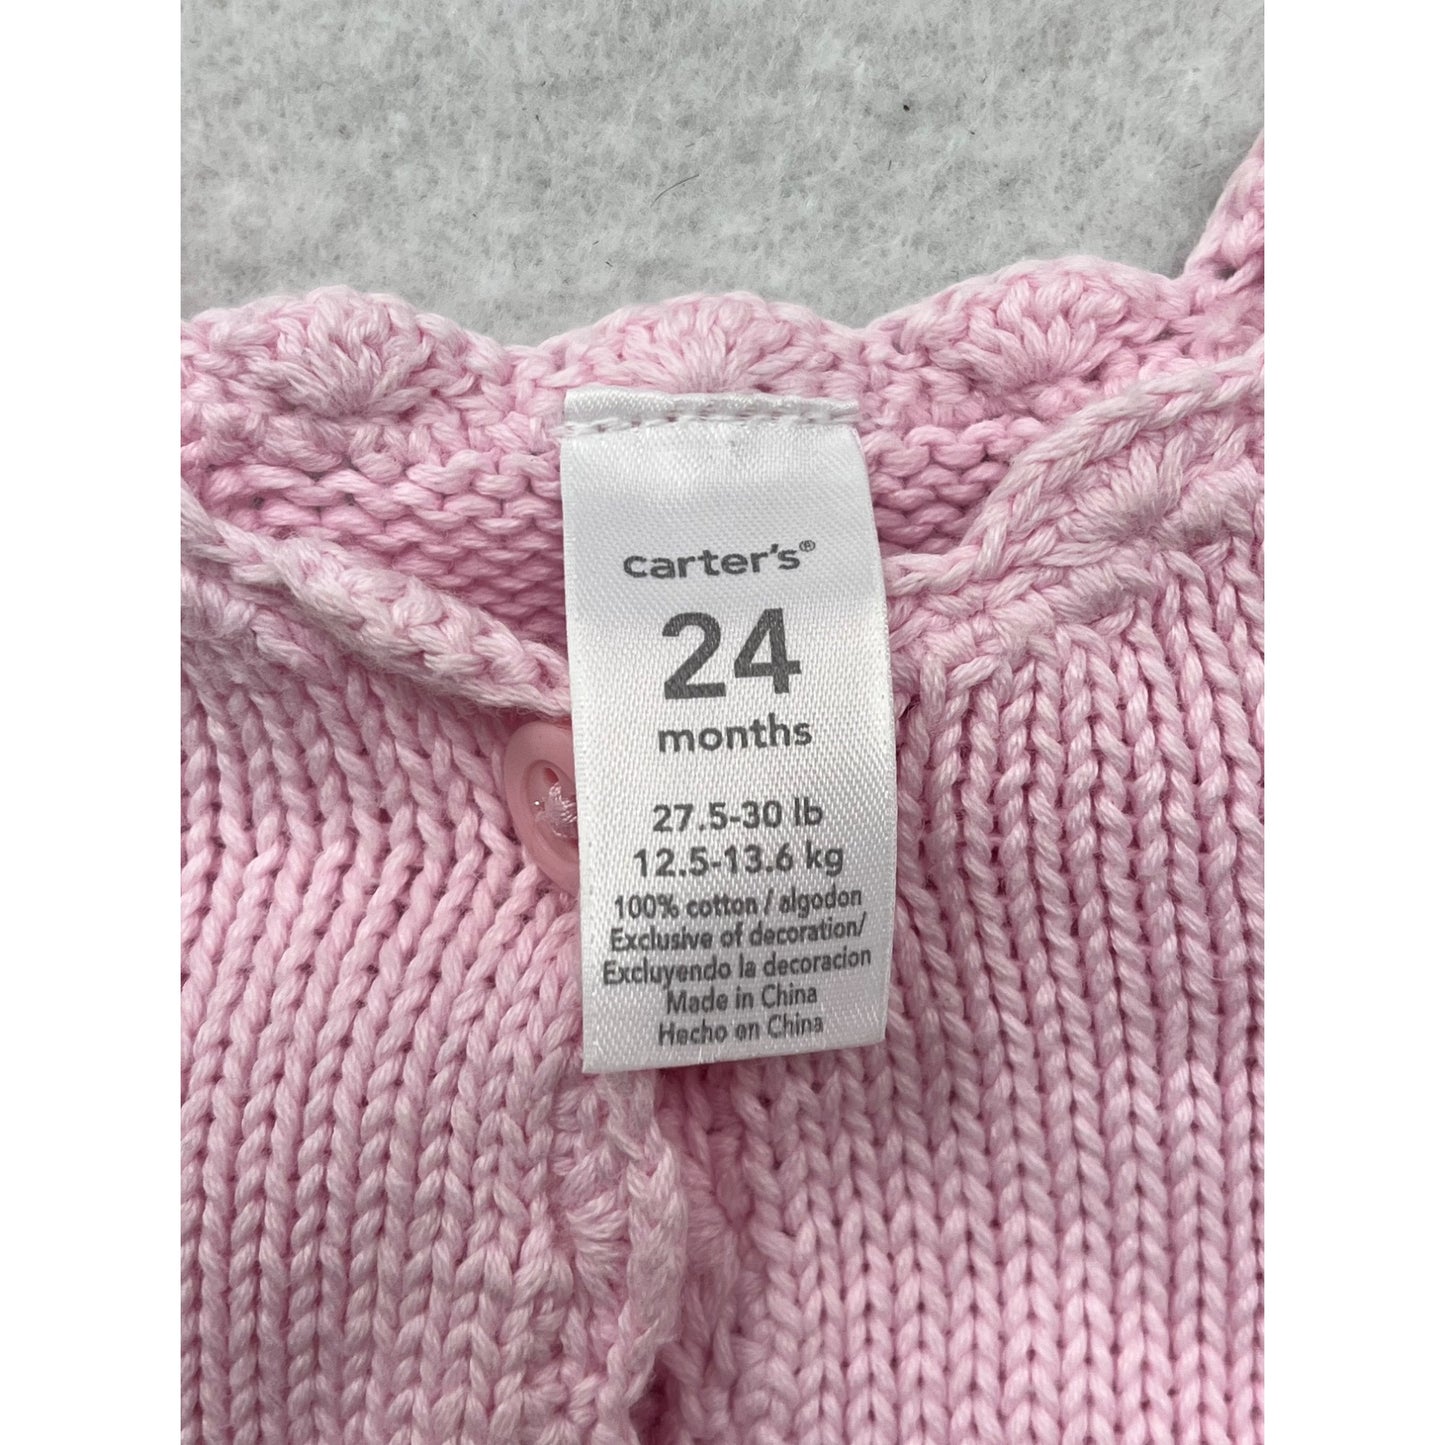 carter's®
24
months
27.5-30 lb
12.5-13.6 kg
100% cotton / algodon
Exclusive of decoration/
Excluyendo la decoracion
Made in China
Hecho en China